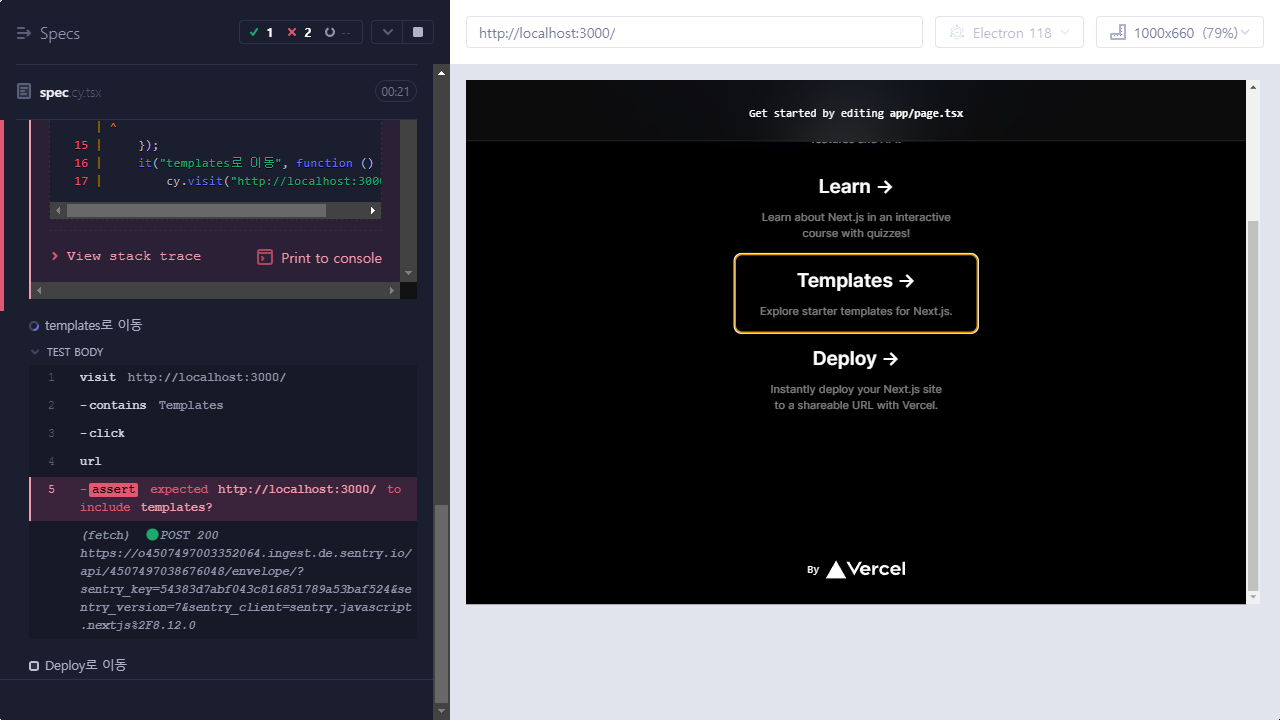 Specs
1
2
--
spec.cy.tsx
00:21
| ^
15 | });
16 | it("templates로 이동", function ()
17 | cy.visit("http://localhost:3000
View stack trace
Print to console
templates로 이동
TEST BODY
1 visit http://localhost:3000/
2 -contains Templates
3 -click
4 url
5 -assert expected http://localhost:3000/ to
include templates?
(fetch) POST 200
https://o4507497003352064.ingest.de.sentry.io/
api/4507497038676048/envelope/?
sentry_key=54383d7abf043c816851789a53baf524&se
ntry_version=7&sentry_client=sentry.javascript
.nextjs%2F8.12.0
Deploy로 이동
http://localhost:3000/
Electron 118
1000x660 (79%)
Get started by editing app/page.tsx
Learn →
Learn about Next.js in an interactive
course with quizzes!
Templates →
Explore starter templates for Next.js.
Deploy →
Instantly deploy your Next.js site
to a shareable URL with Vercel.
By Vercel